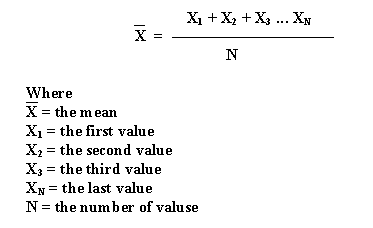 X̅ = X₁ + X₂ + X₃ ... X_N / N
Where
X̅ = the mean
X₁ = the first value
X₂ = the second value
X₃ = the third value
X_N = the last value
N = the number of valuse